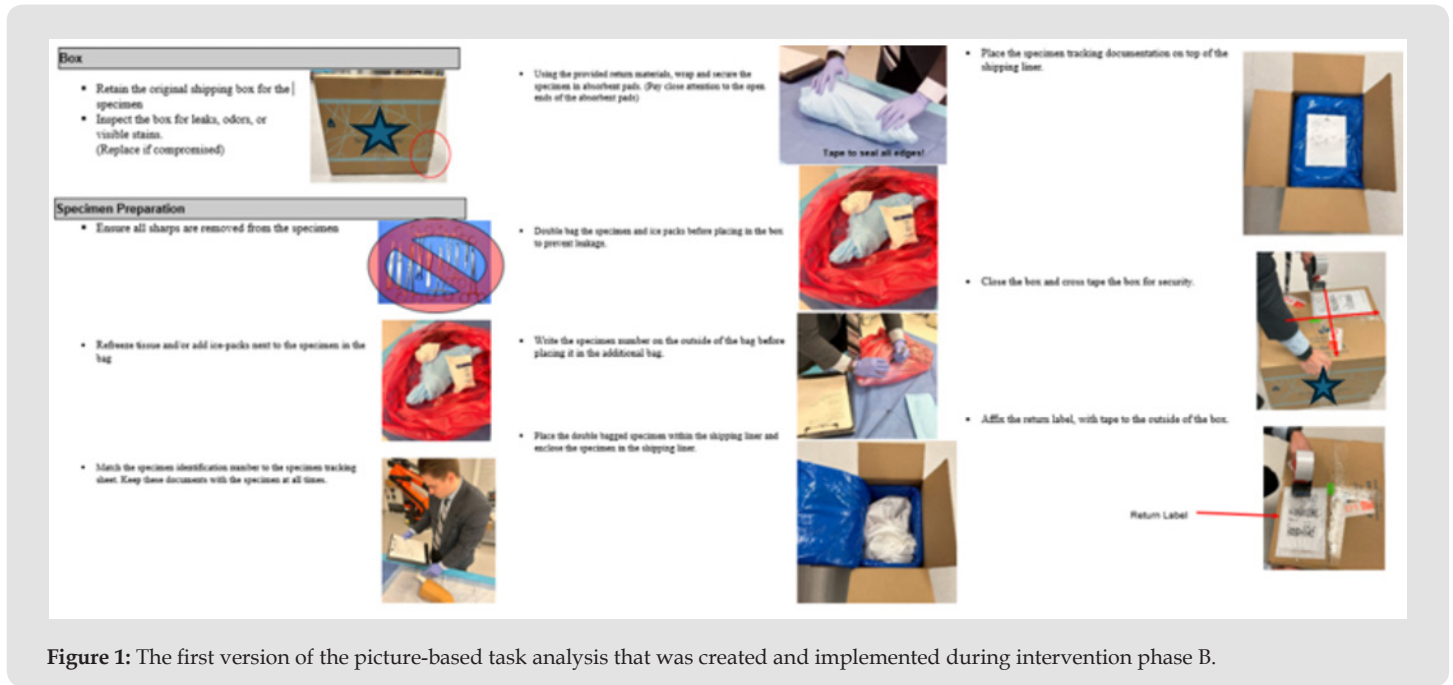 Box
Retain the original shipping box for the
specimen
Inspect the box for leaks, odors, or
visible stains.
(Replace if compromised)
Specimen Preparation
Ensure all sharps are removed from the specimen
Refreeze tissue and/or add ice-packs next to the specimen in the
bag
Match the specimen identification number to the specimen tracking
sheet. Keep these documents with the specimen at all times.
Using the provided return materials, wrap and secure the
specimen in absorbent pads. (Pay close attention to the open
ends of the absorbent pads)
Tape to seal all edges!
Double bag the specimen and ice packs before placing in the box
to prevent leakage.
Write the specimen number on the outside of the bag before
placing it in the additional bag.
Place the double bagged specimen within the shipping liner and
enclose the specimen in the shipping liner.
Place the specimen tracking documentation on top of the
shipping liner.
Close the box and cross tape the box for security.
Affix the return label, with tape to the outside of the box.
Return Label
Figure 1: The first version of the picture-based task analysis that was created and implemented during intervention phase B.